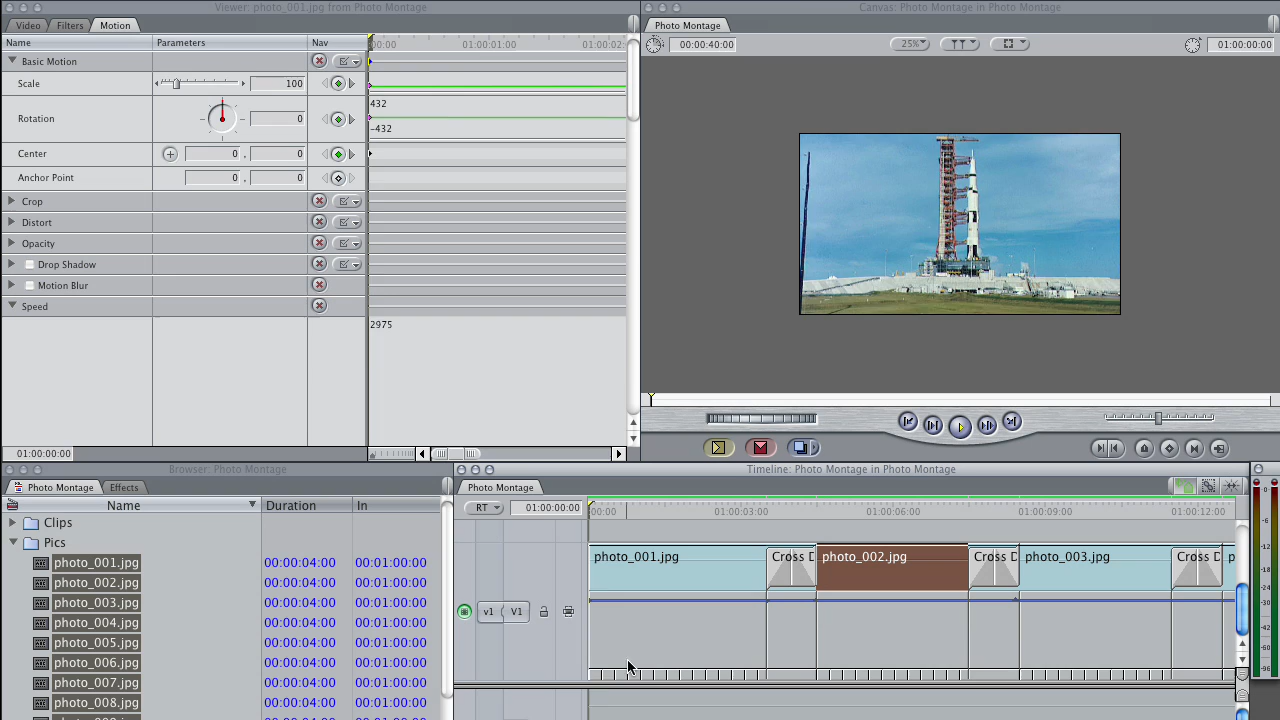 Viewer: photo_001.jpg from Photo Montage
Canvas: Photo Montage in Photo Montage
Video
Filters
Motion
Photo Montage
Name
Parameters
Nav
01:00:01:00
01:00:02:
00:00:40:00
25%
01:00:00:00
Basic Motion
Scale
100
Rotation
0
432
-432
Center
0 , 0
Anchor Point
0 , 0
Crop
Distort
Opacity
Drop Shadow
Motion Blur
Speed
2975
01:00:00:00
Browser: Photo Montage
Photo Montage
Effects
Name
Duration
In
Clips
Pics
photo_001.jpg 00:00:04:00 00:01:00:00
photo_002.jpg 00:00:04:00 00:01:00:00
photo_003.jpg 00:00:04:00 00:01:00:00
photo_004.jpg 00:00:04:00 00:01:00:00
photo_005.jpg 00:00:04:00 00:01:00:00
photo_006.jpg 00:00:04:00 00:01:00:00
photo_007.jpg 00:00:04:00 00:01:00:00
photo_008.jpg 00:00:04:00 00:01:00:00
Timeline: Photo Montage in Photo Montage
Photo Montage
RT
01:00:00:00
00:00
01:00:03:00
01:00:06:00
01:00:09:00
01:00:12:00
photo_001.jpg
Cross D
photo_002.jpg
Cross D
photo_003.jpg
Cross D
p
v1
V1
0
-6
-12
-18
-24
-30
-36
-48
-60
-96